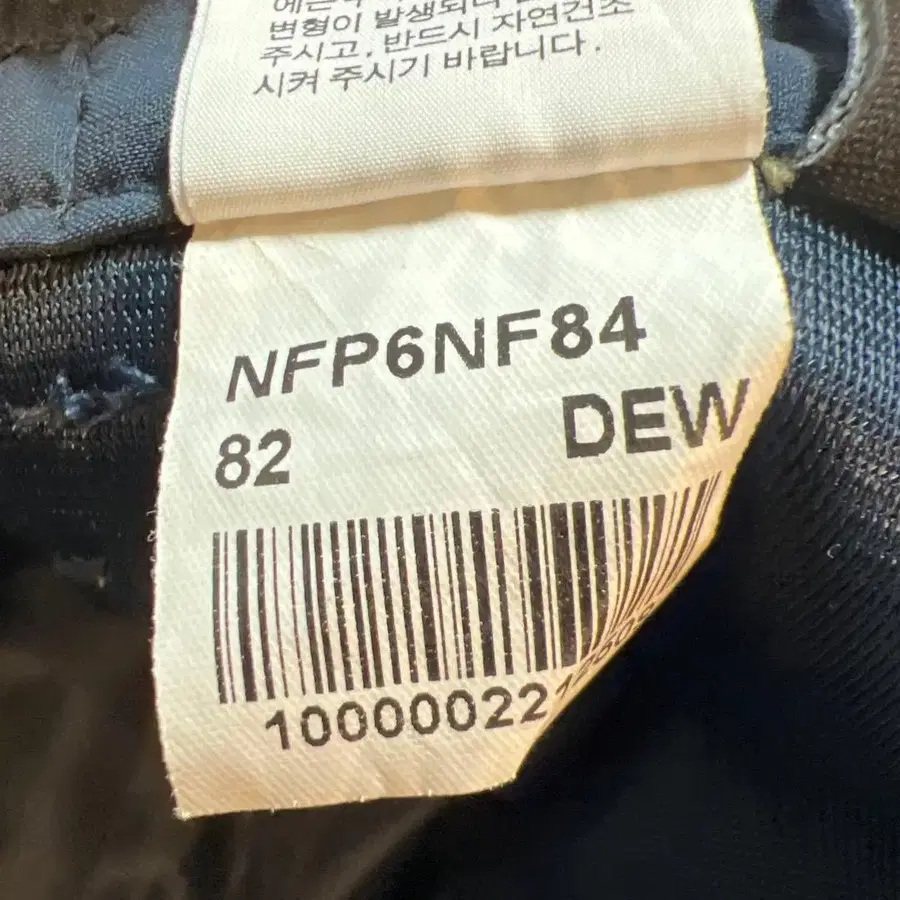 변형이 발생되니
주시고, 반드시 자연건조
시켜 주시기 바랍니다.
NFP6NF84
82 DEW
1000002217